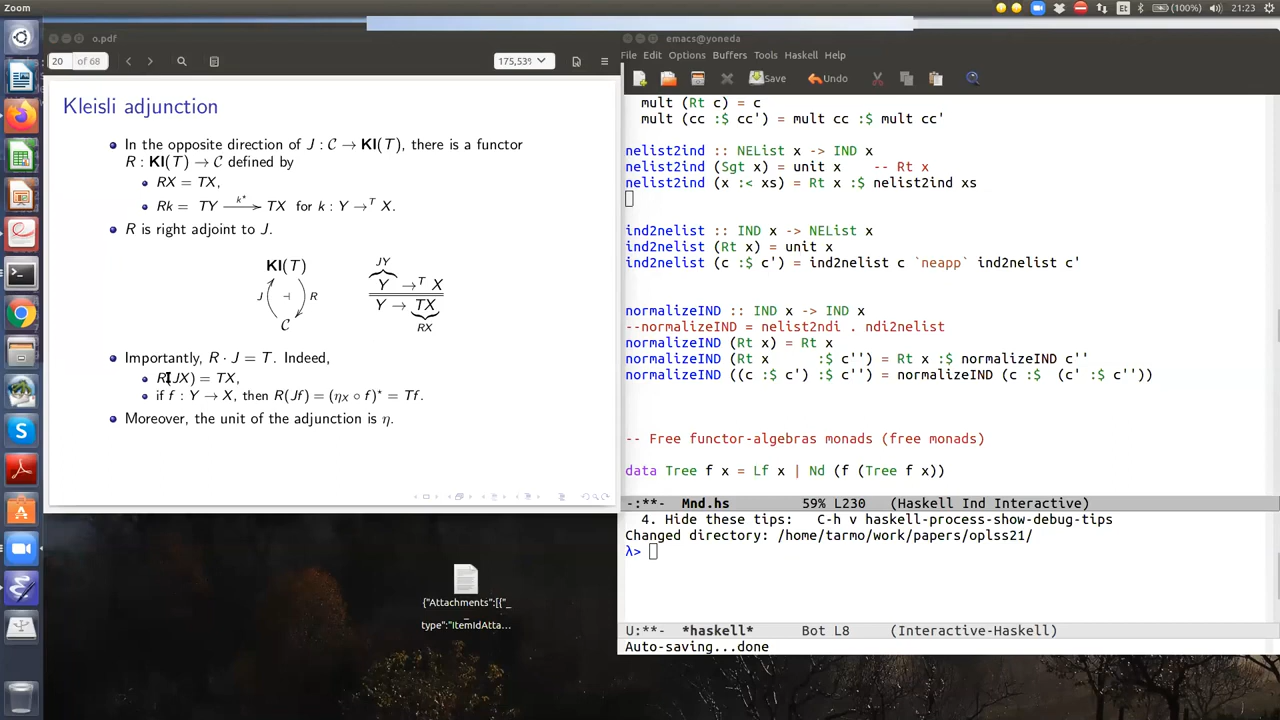 Zoom
Et
(100%)
21:23
o.pdf
20 of 68
175,53%
Kleisli adjunction
In the opposite direction of J : C → Kl(T), there is a functor
R : Kl(T) → C defined by
RX = TX,
Rk = TY —k*→ TX for k : Y →ᵀ X.
R is right adjoint to J.
Kl(T)
J ⊣ R
C
JY
Y →ᵀ X
Y → TX
RX
Importantly, R · J = T. Indeed,
R(JX) = TX,
if f : Y → X, then R(Jf) = (ηX ∘ f)* = Tf.
Moreover, the unit of the adjunction is η.
{"Attachments":[{"_
_
type":"ItemIdAtta...
emacs@yoneda
File Edit Options Buffers Tools Haskell Help
Save Undo
mult (Rt c) = c
mult (cc :$ cc') = mult cc :$ mult cc'
nelist2ind :: NEList x -> IND x
nelist2ind (Sgt x) = unit x -- Rt x
nelist2ind (x :< xs) = Rt x :$ nelist2ind xs
ind2nelist :: IND x -> NEList x
ind2nelist (Rt x) = unit x
ind2nelist (c :$ c') = ind2nelist c `neapp` ind2nelist c'
normalizeIND :: IND x -> IND x
--normalizeIND = nelist2ndi . ndi2nelist
normalizeIND (Rt x) = Rt x
normalizeIND (Rt x :$ c'') = Rt x :$ normalizeIND c''
normalizeIND ((c :$ c') :$ c'') = normalizeIND (c :$ (c' :$ c''))
-- Free functor-algebras monads (free monads)
data Tree f x = Lf x | Nd (f (Tree f x))
-:**- Mnd.hs 59% L230 (Haskell Ind Interactive)
4. Hide these tips: C-h v haskell-process-show-debug-tips
Changed directory: /home/tarmo/work/papers/oplss21/
λ>
U:**- *haskell* Bot L8 (Interactive-Haskell)
Auto-saving...done